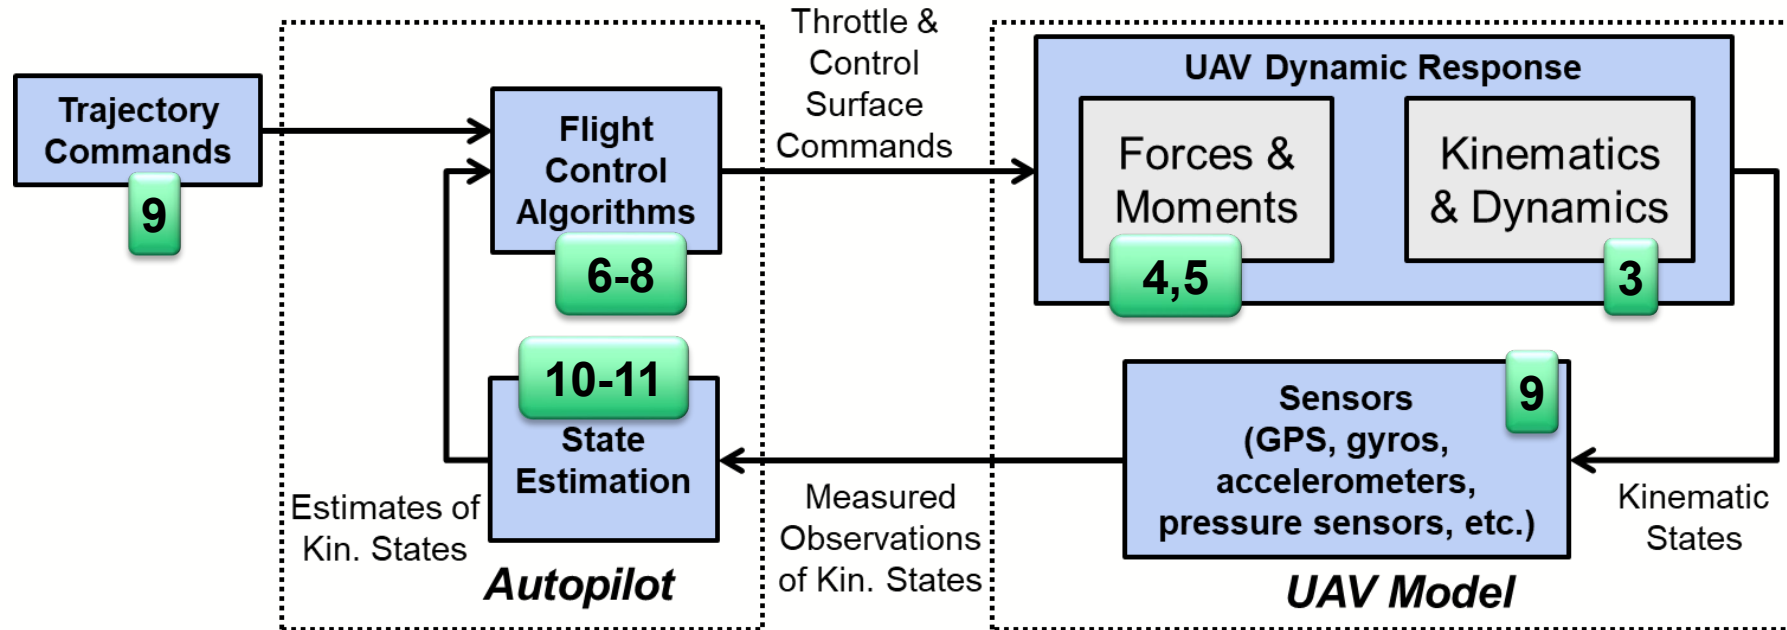 Trajectory
Commands
9
Flight
Control
Algorithms
6-8
10-11
State
Estimation
Estimates of
Kin. States
Autopilot
Throttle &
Control
Surface
Commands
Measured
Observations
of Kin. States
UAV Dynamic Response
Forces &
Moments
4,5
Kinematics
& Dynamics
3
9
Sensors
(GPS, gyros,
accelerometers,
pressure sensors, etc.)
Kinematic
States
UAV Model